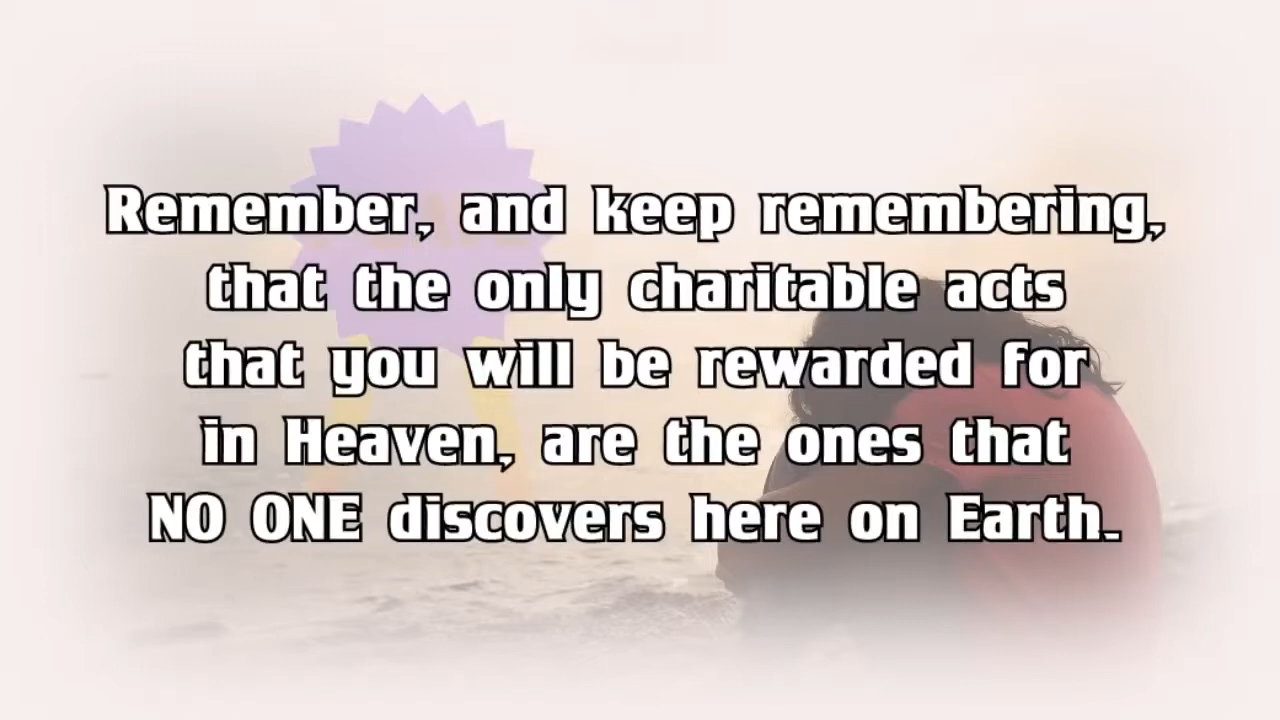 Remember, and keep remembering,
that the only charitable acts
that you will be rewarded for
in Heaven, are the ones that
NO ONE discovers here on Earth.